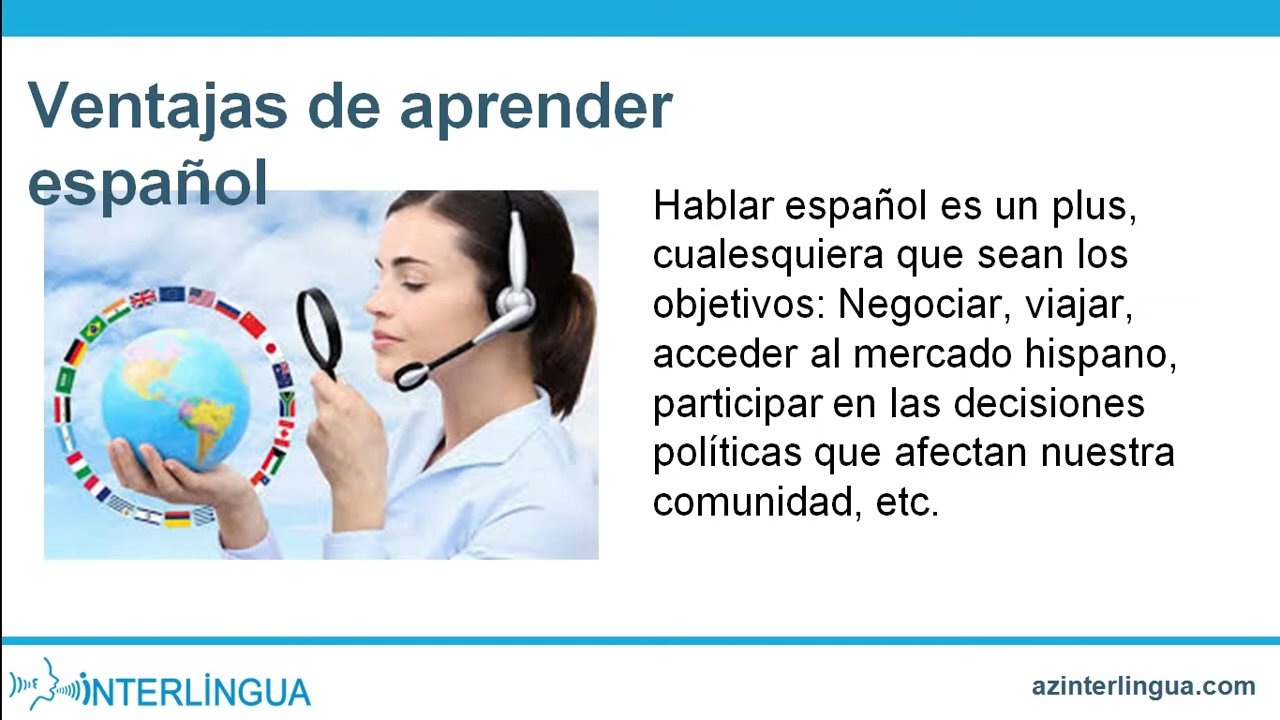 Ventajas de aprender
español
Hablar español es un plus,
cualesquiera que sean los
objetivos: Negociar, viajar,
acceder al mercado hispano,
participar en las decisiones
políticas que afectan nuestra
comunidad, etc.
INTERLÍNGUA
azinterlingua.com